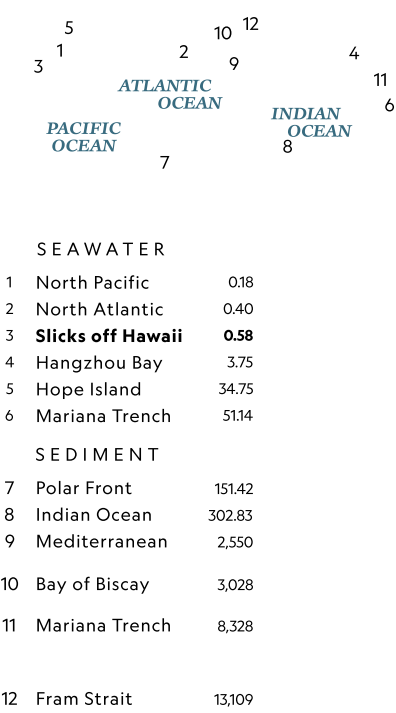 5
10
12
1
2
4
3
9
11
ATLANTIC
OCEAN
6
INDIAN
OCEAN
PACIFIC
OCEAN
8
7
SEAWATER
1 North Pacific 0.18
2 North Atlantic 0.40
3 Slicks off Hawaii 0.58
4 Hangzhou Bay 3.75
5 Hope Island 34.75
6 Mariana Trench 51.14
SEDIMENT
7 Polar Front 151.42
8 Indian Ocean 302.83
9 Mediterranean 2,550
10 Bay of Biscay 3,028
11 Mariana Trench 8,328
12 Fram Strait 13,109